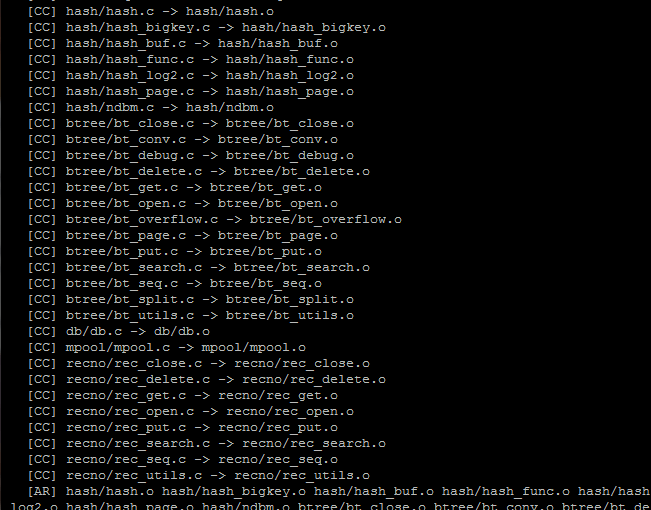 [CC] hash/hash.c -> hash/hash.o
[CC] hash/hash_bigkey.c -> hash/hash_bigkey.o
[CC] hash/hash_buf.c -> hash/hash_buf.o
[CC] hash/hash_func.c -> hash/hash_func.o
[CC] hash/hash_log2.c -> hash/hash_log2.o
[CC] hash/hash_page.c -> hash/hash_page.o
[CC] hash/ndbm.c -> hash/ndbm.o
[CC] btree/bt_close.c -> btree/bt_close.o
[CC] btree/bt_conv.c -> btree/bt_conv.o
[CC] btree/bt_debug.c -> btree/bt_debug.o
[CC] btree/bt_delete.c -> btree/bt_delete.o
[CC] btree/bt_get.c -> btree/bt_get.o
[CC] btree/bt_open.c -> btree/bt_open.o
[CC] btree/bt_overflow.c -> btree/bt_overflow.o
[CC] btree/bt_page.c -> btree/bt_page.o
[CC] btree/bt_put.c -> btree/bt_put.o
[CC] btree/bt_search.c -> btree/bt_search.o
[CC] btree/bt_seq.c -> btree/bt_seq.o
[CC] btree/bt_split.c -> btree/bt_split.o
[CC] btree/bt_utils.c -> btree/bt_utils.o
[CC] db/db.c -> db/db.o
[CC] mpool/mpool.c -> mpool/mpool.o
[CC] recno/rec_close.c -> recno/rec_close.o
[CC] recno/rec_delete.c -> recno/rec_delete.o
[CC] recno/rec_get.c -> recno/rec_get.o
[CC] recno/rec_open.c -> recno/rec_open.o
[CC] recno/rec_put.c -> recno/rec_put.o
[CC] recno/rec_search.c -> recno/rec_search.o
[CC] recno/rec_seq.c -> recno/rec_seq.o
[CC] recno/rec_utils.c -> recno/rec_utils.o
[AR] hash/hash.o hash/hash_bigkey.o hash/hash_buf.o hash/hash_func.o hash/hash
log2.o hash/hash_page.o hash/ndbm.o btree/bt_close.o btree/bt_conv.o btree/bt_de